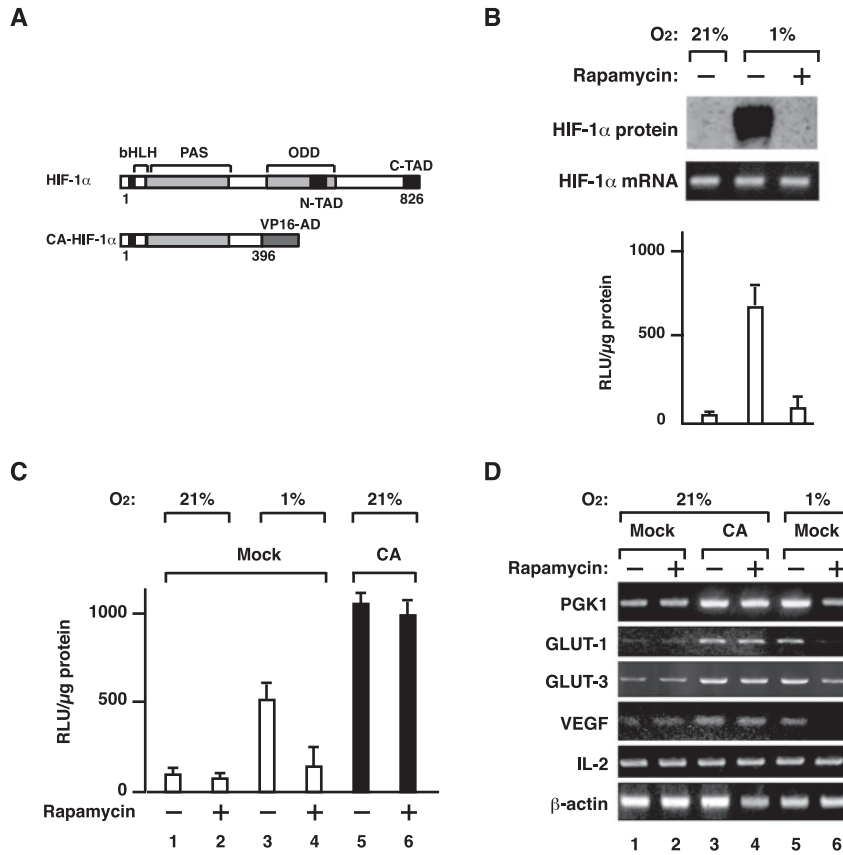 A
bHLH PAS ODD
C-TAD
HIF-1α
1 N-TAD 826
VP16-AD
CA-HIF-1α
1 396
B
O2: 21% 1%
Rapamycin: − − +
HIF-1α protein
HIF-1α mRNA
1000
500
0
RLU/µg protein
C
O2: 21% 1% 21%
Mock CA
1000
500
0
RLU/µg protein
Rapamycin − + − + − +
1 2 3 4 5 6
D
O2: 21% 1%
Mock CA Mock
Rapamycin: − + − + − +
PGK1
GLUT-1
GLUT-3
VEGF
IL-2
β-actin
1 2 3 4 5 6